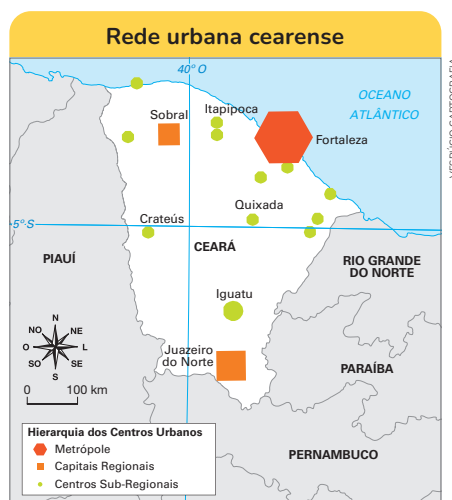 Rede urbana cearense
40° O
OCEANO
ATLÂNTICO
Sobral
Itapipoca
Fortaleza
Quixada
Crateús
5° S
CEARÁ
PIAUÍ
RIO GRANDE
DO NORTE
Iguatu
N
NO
NE
O
L
SO
SE
S
Juazeiro
do Norte
0 100 km
PARAÍBA
PERNAMBUCO
Hierarquia dos Centros Urbanos
Metrópole
Capitais Regionais
Centros Sub-Regionais